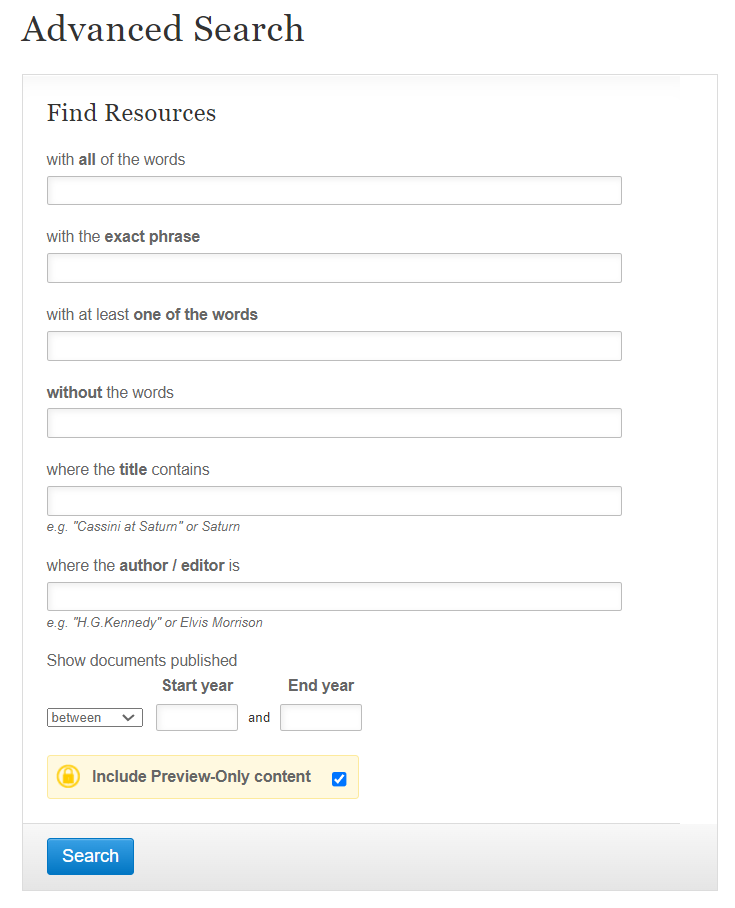 Advanced Search
Find Resources
with all of the words
with the exact phrase
with at least one of the words
without the words
where the title contains
e.g. "Cassini at Saturn" or Saturn
where the author / editor is
e.g. "H.G.Kennedy" or Elvis Morrison
Show documents published
Start year End year
between and
Include Preview-Only content
Search